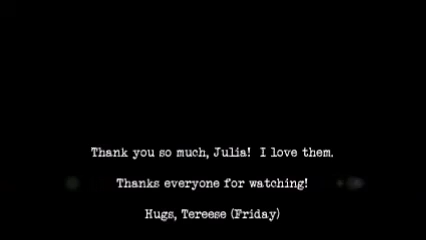 Thank you so much, Julia! I love them.
Thanks everyone for watching!
Hugs, Tereese (Friday)